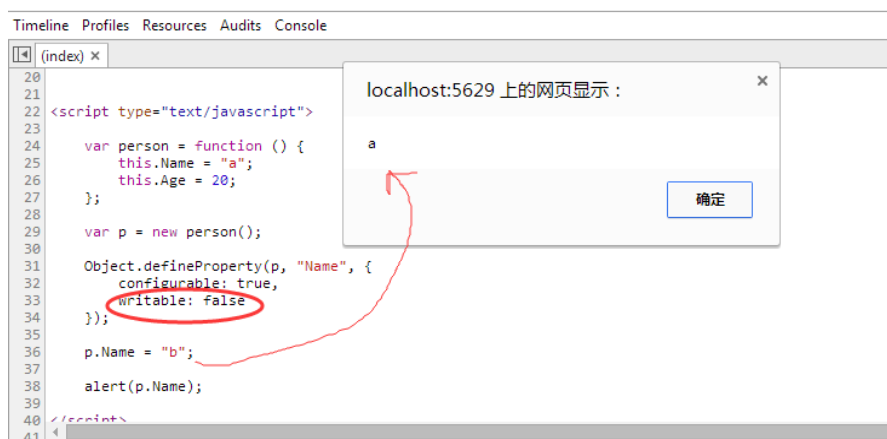 Timeline Profiles Resources Audits Console
(index) ×
20
21
22 <script type="text/javascript">
23
24 var person = function () {
25 this.Name = "a";
26 this.Age = 20;
27 };
28
29 var p = new person();
30
31 Object.defineProperty(p, "Name", {
32 configurable: true,
33 writable: false
34 });
35
36 p.Name = "b";
37
38 alert(p.Name);
39
40 </script>
41
localhost:5629 上的网页显示：
×
a
确定